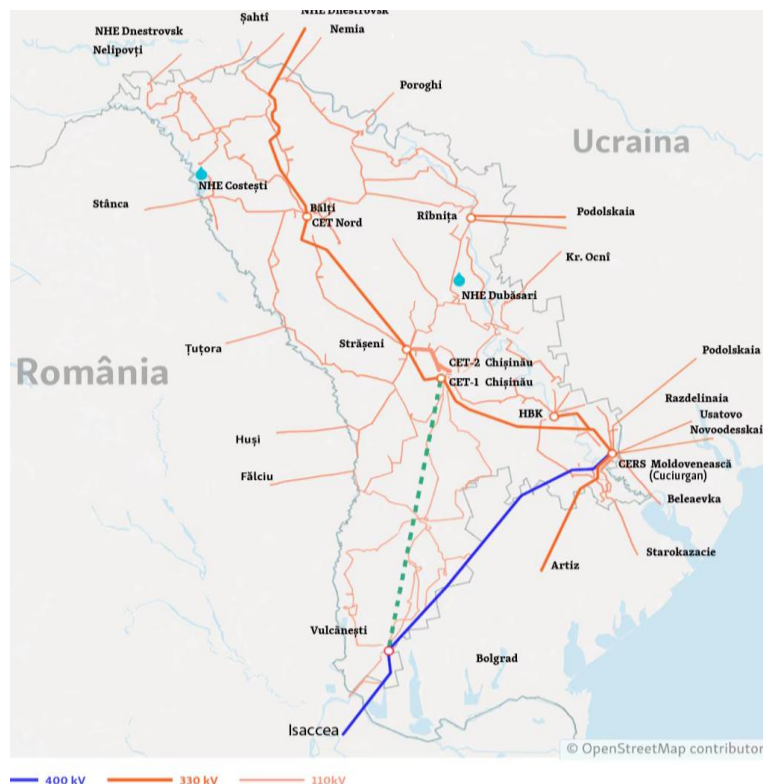 NHE Dnestrovsk
Șahtî
NHE Dnestrovsk
Nemia
Nelipovți
Poroghi
Ucraina
NHE Costești
Stânca
Bălți
CET Nord
Rîbnița
Podolskaia
Kr. Ocnî
NHE Dubăsari
Țuțora
Strășeni
CET-2 Chișinău
CET-1 Chișinău
Podolskaia
România
Razdelinaia
HBK
Usatovo
Novoodesskai
Huși
CERS Moldovenească
(Cuciurgan)
Fălciu
Beleaevka
Starokazacie
Artiz
Vulcănești
Bolgrad
Isaccea
© OpenStreetMap contributor
400 kV
330 kV
110kV